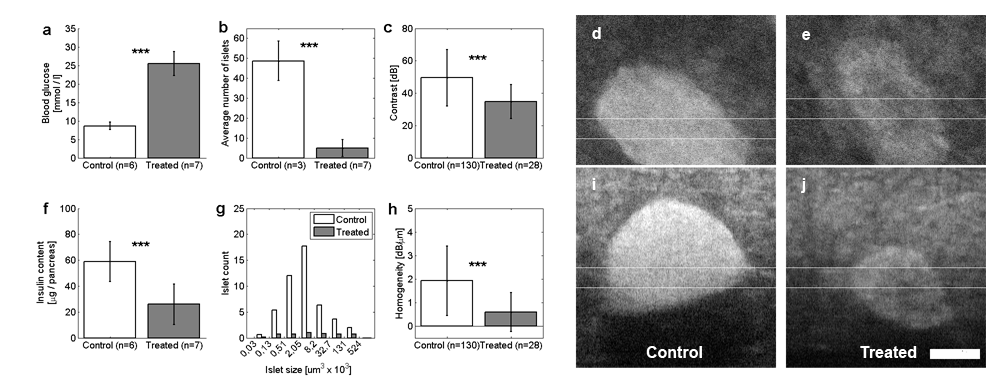 a
Blood glucose
[mmol / l]
35
30
25
20
15
10
5
0
***
Control (n=6) Treated (n=7)
b
Average number of islets
60
50
40
30
20
10
0
***
Control (n=3) Treated (n=7)
c
Contrast [dB]
80
60
40
20
0
***
Control (n=130)Treated (n=28)
d
e
f
Insulin content
[µg / pancreas]
100
80
60
40
20
0
***
Control (n=6) Treated (n=7)
g
Islet count
25
20
15
10
5
0
Control
Treated
0,03 0,13 0,51 2,05 8,2 32,7 131 524
Islet size [um³ x 10³]
h
Homogeneity [dB/µm]
5
4
3
2
1
0
***
Control (n=130)Treated (n=28)
i
Control
j
Treated